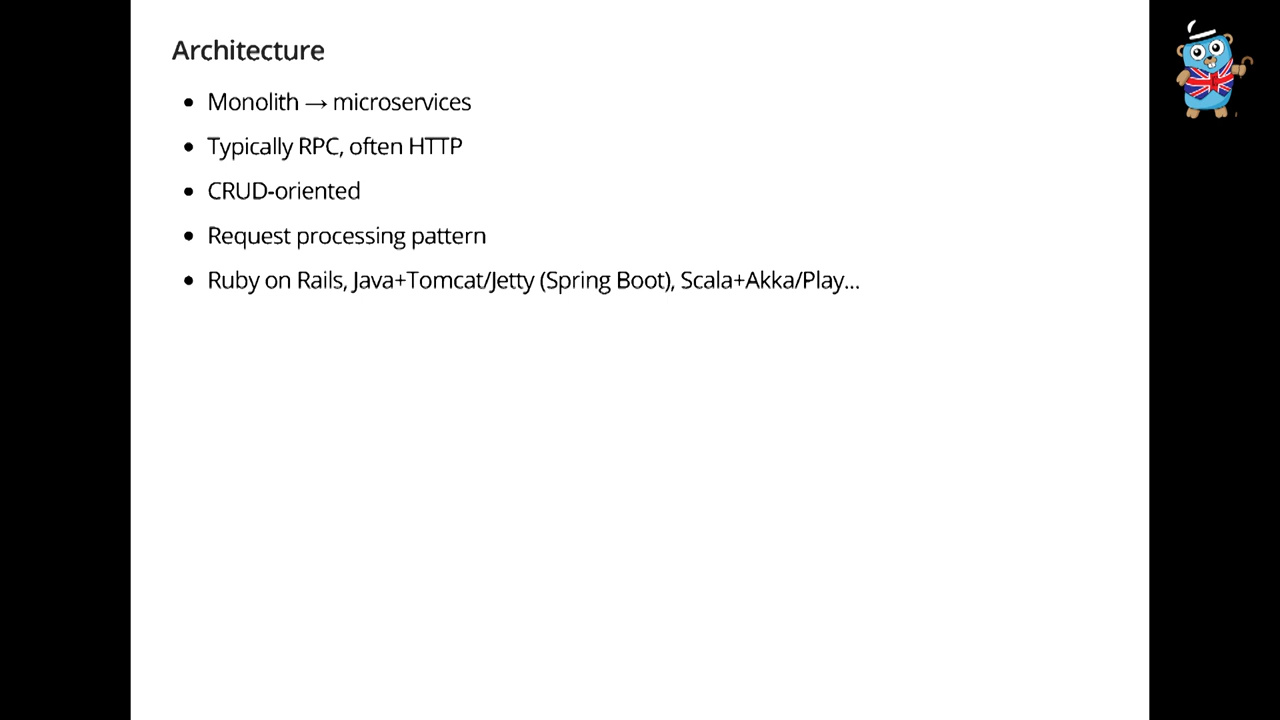 Architecture
• Monolith → microservices
• Typically RPC, often HTTP
• CRUD-oriented
• Request processing pattern
• Ruby on Rails, Java+Tomcat/Jetty (Spring Boot), Scala+Akka/Play...